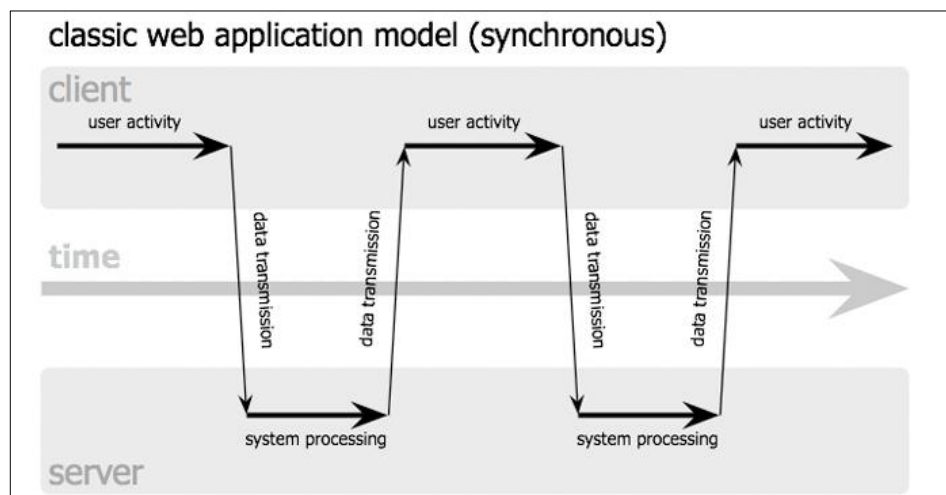 classic web application model (synchronous)
client
user activity
user activity
user activity
data transmission
data transmission
data transmission
data transmission
time
system processing
system processing
server